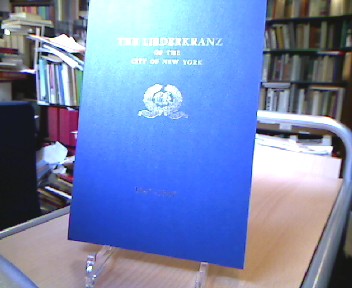 THE LIEDERKRANZ
OF THE
CITY OF NEW YORK